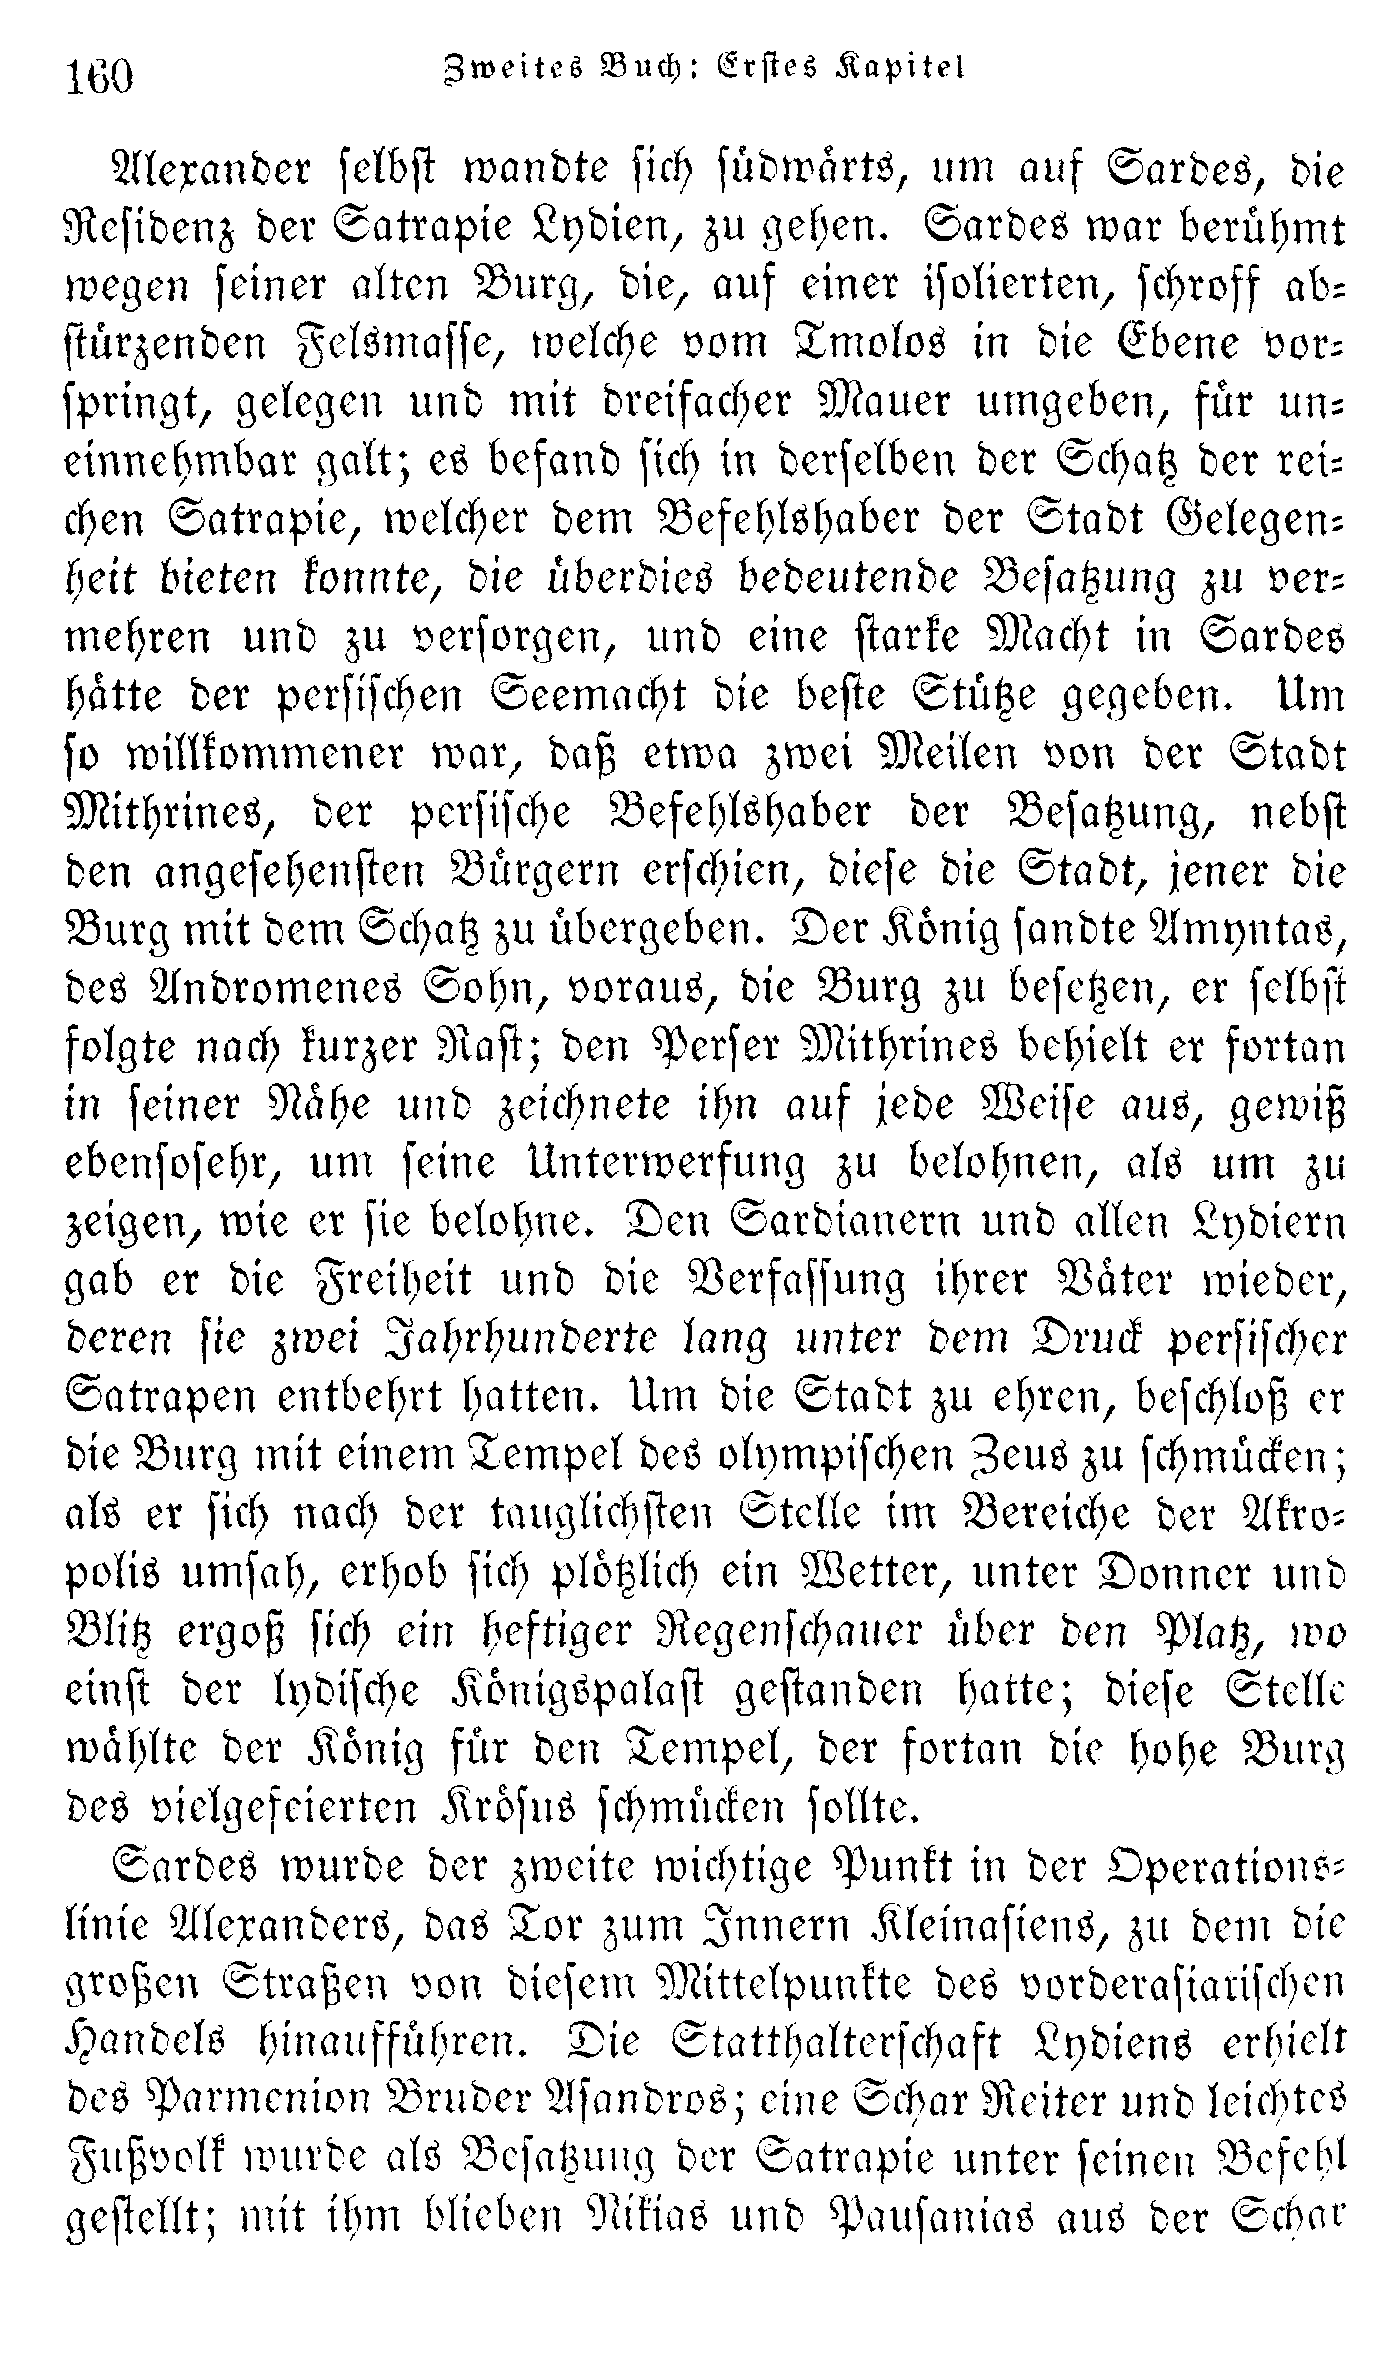 160
Zweites Buch: Erstes Kapitel
Alexander selbst wandte sich südwärts, um auf Sardes, die
Residenz der Satrapie Lydien, zu gehen. Sardes war berühmt
wegen seiner alten Burg, die, auf einer isolierten, schroff ab-
stürzenden Felsmasse, welche vom Tmolos in die Ebene vor-
springt, gelegen und mit dreifacher Mauer umgeben, für un-
einnehmbar galt; es befand sich in derselben der Schatz der rei-
chen Satrapie, welcher dem Befehlshaber der Stadt Gelegen-
heit bieten konnte, die überdies bedeutende Besatzung zu ver-
mehren und zu versorgen, und eine starke Macht in Sardes
hätte der persischen Seemacht die beste Stütze gegeben. Um
so willkommener war, daß etwa zwei Meilen von der Stadt
Mithrines, der persische Befehlshaber der Besatzung, nebst
den angesehensten Bürgern erschien, diese die Stadt, jener die
Burg mit dem Schatz zu übergeben. Der König sandte Amyntas,
des Andromenes Sohn, voraus, die Burg zu besetzen, er selbst
folgte nach kurzer Rast; den Perser Mithrines behielt er fortan
in seiner Nähe und zeichnete ihn auf jede Weise aus, gewiß
ebensosehr, um seine Unterwerfung zu belohnen, als um zu
zeigen, wie er sie belohne. Den Sardianern und allen Lydiern
gab er die Freiheit und die Verfassung ihrer Väter wieder,
deren sie zwei Jahrhunderte lang unter dem Druck persischer
Satrapen entbehrt hatten. Um die Stadt zu ehren, beschloß er
die Burg mit einem Tempel des olympischen Zeus zu schmücken;
als er sich nach der tauglichsten Stelle im Bereiche der Akro-
polis umsah, erhob sich plötzlich ein Wetter, unter Donner und
Blitz ergoß sich ein heftiger Regenschauer über den Platz, wo
einst der lydische Königspalast gestanden hatte; diese Stelle
wählte der König für den Tempel, der fortan die hohe Burg
des vielgefeierten Krösus schmücken sollte.
Sardes wurde der zweite wichtige Punkt in der Operations-
linie Alexanders, das Tor zum Innern Kleinasiens, zu dem die
großen Straßen von diesem Mittelpunkte des vorderasiatischen
Handels hinaufführen. Die Statthalterschaft Lydiens erhielt
des Parmenion Bruder Asandros; eine Schar Reiter und leichtes
Fußvolk wurde als Besatzung der Satrapie unter seinen Befehl
gestellt; mit ihm blieben Nikias und Pausanias aus der Schar